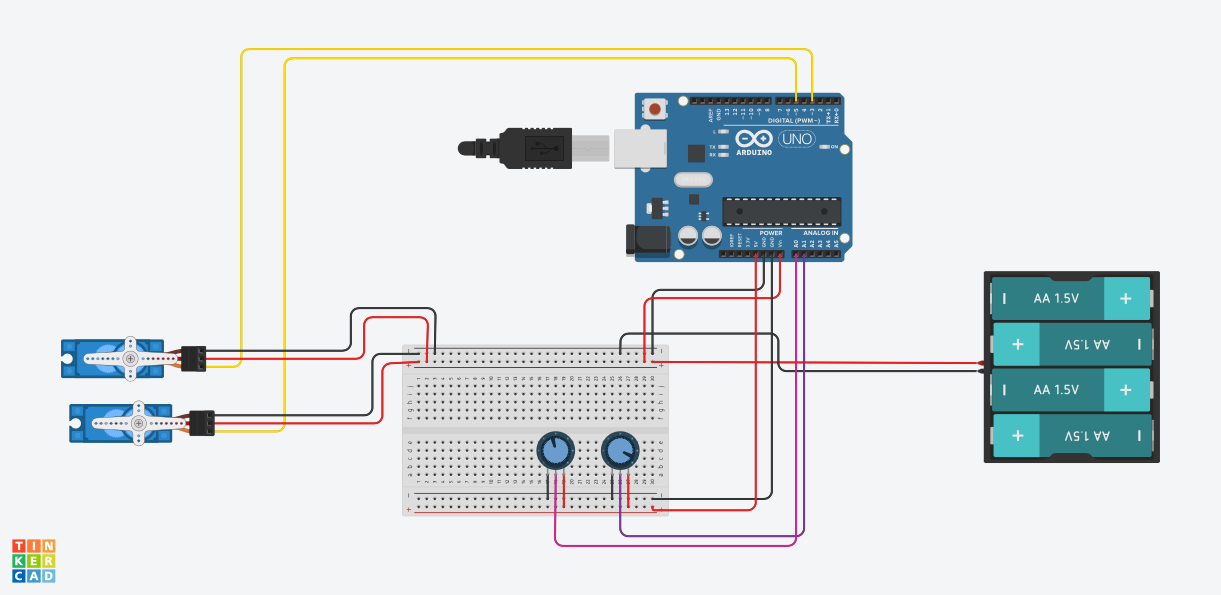 AREF
GND
13
12
~11
~10
~9
8
7
~6
~5
4
~3
2
TX→1
RX←0
DIGITAL (PWM~)
L
TX
RX
ARDUINO
UNO
ON
POWER
ANALOG IN
IOREF
RESET
3.3V
5V
GND
GND
Vin
A0
A1
A2
A3
A4
A5
AA 1.5V
+
+
AA 1.5V
AA 1.5V
+
+
AA 1.5V
TIN
KER
CAD